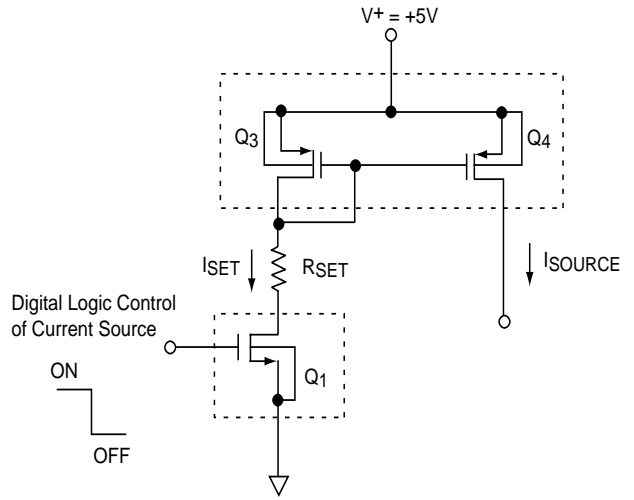 V+ = +5V
Q3
Q4
ISET
RSET
ISOURCE
Digital Logic Control
of Current Source
Q1
ON
OFF